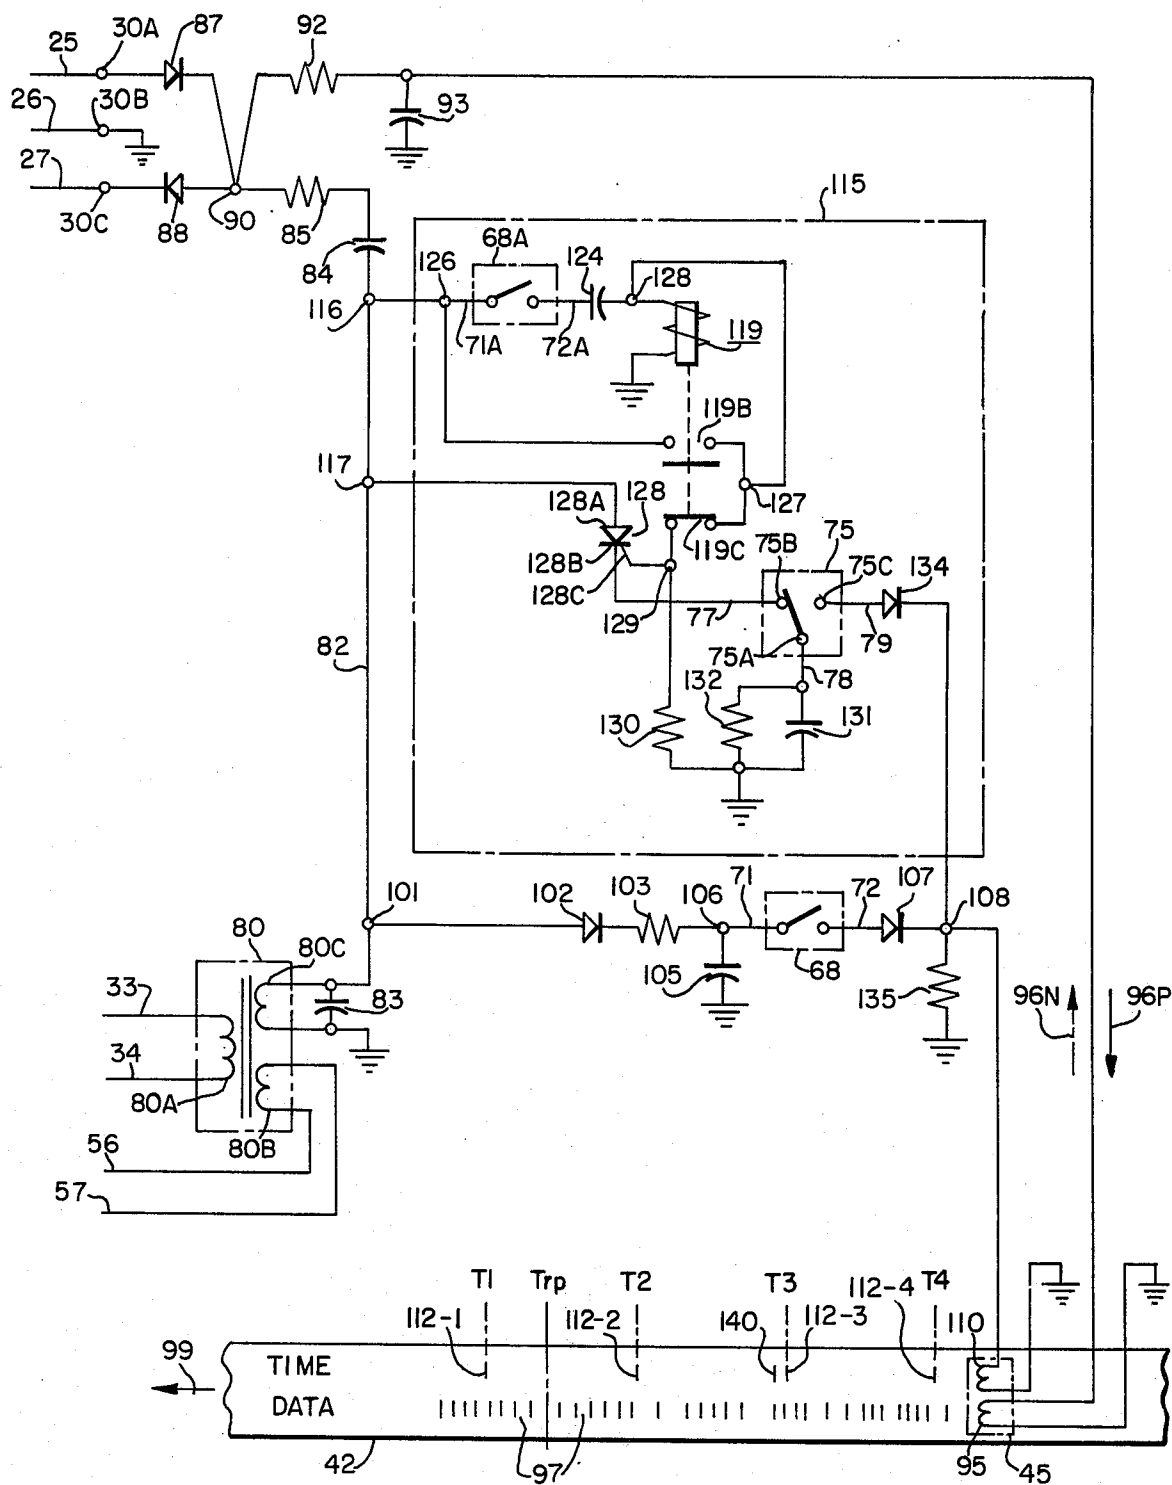 25 30A 87 92
26 30B 93
27
30C 88 90 85 115
84 126 68A 124 128
116 71A 72A 119
119B
117 128A 128 127
119C 75B 75 75C 134
128B
128C
129 77 79
82 75A 78
132
130 131
101 102 103 106 71 72 107 108
80 80C
105 68
33 83 135 96N 96P
34
80A
80B
56
57
T1 Trp T2 T3 112-4 T4
112-1 112-2 140 112-3 110
99 TIME
DATA
42 97 95 45